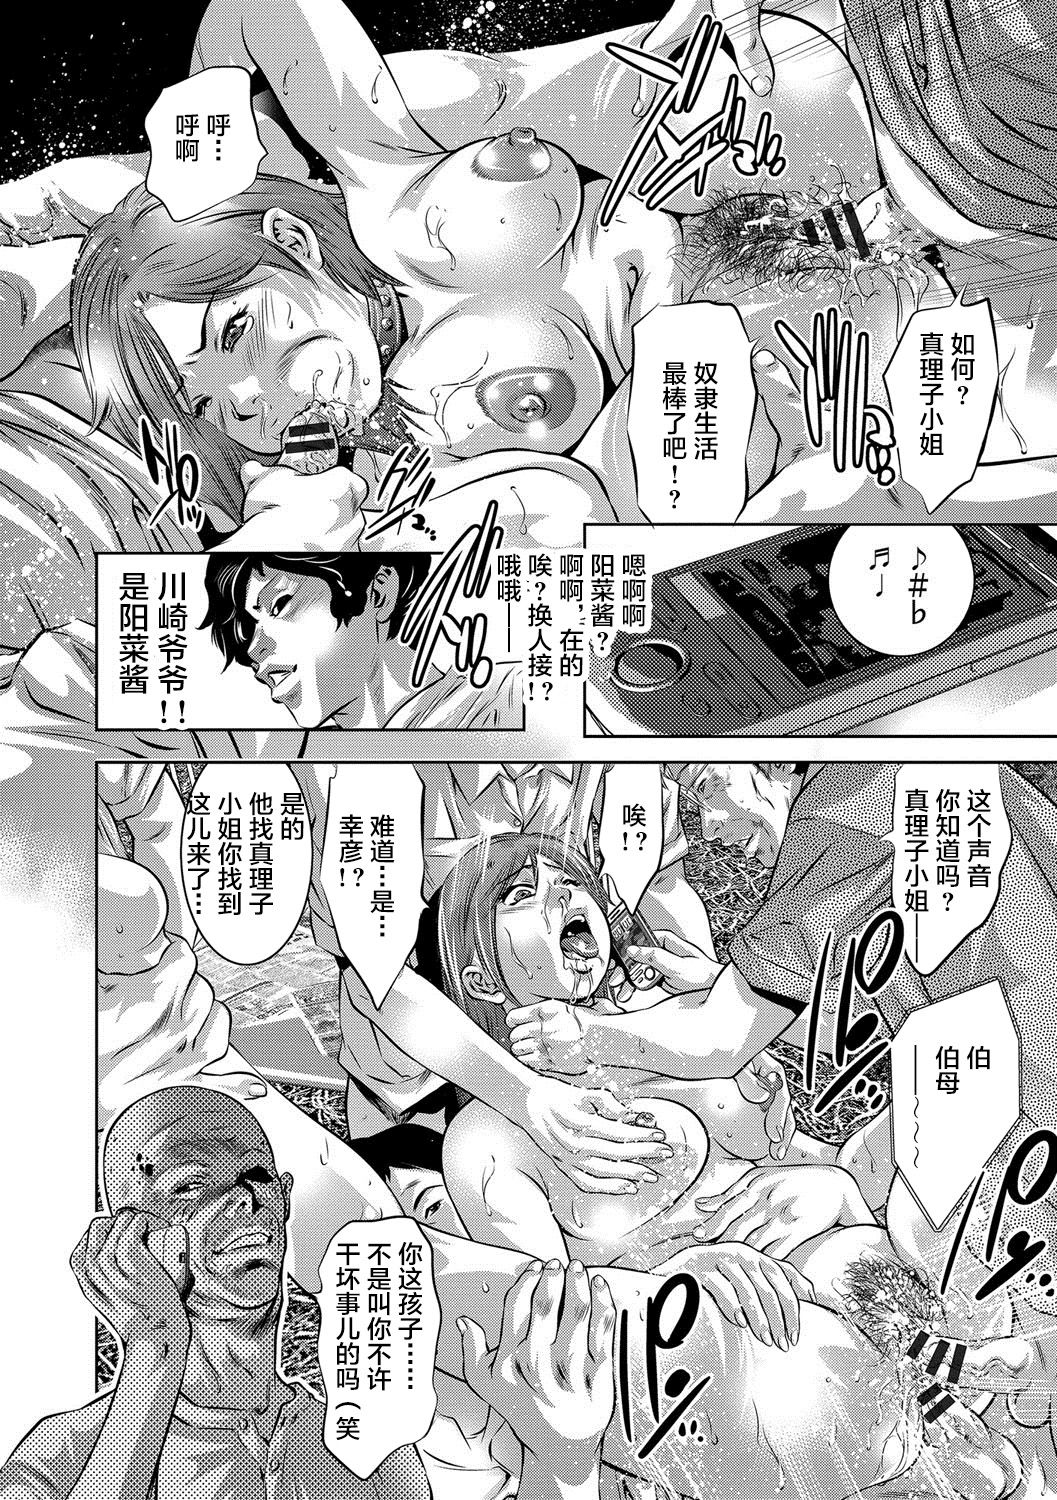 呼…
呼啊
如何?
真理子小姐
奴隶生活
最棒了吧!?
♪#b
♬♩
嗯啊啊
阳菜酱?
啊啊,在的
唉?换人接!?
哦哦——
川崎爷爷!!
是阳菜酱
这个声音
你知道吗?
真理子小姐——
唉!?
伯
伯母
～～～～
难道…是…
幸彦!?
是的
他找真理子
小姐你找到
这儿来了…
你这孩子……
不是叫你不许
干坏事儿的吗(笑